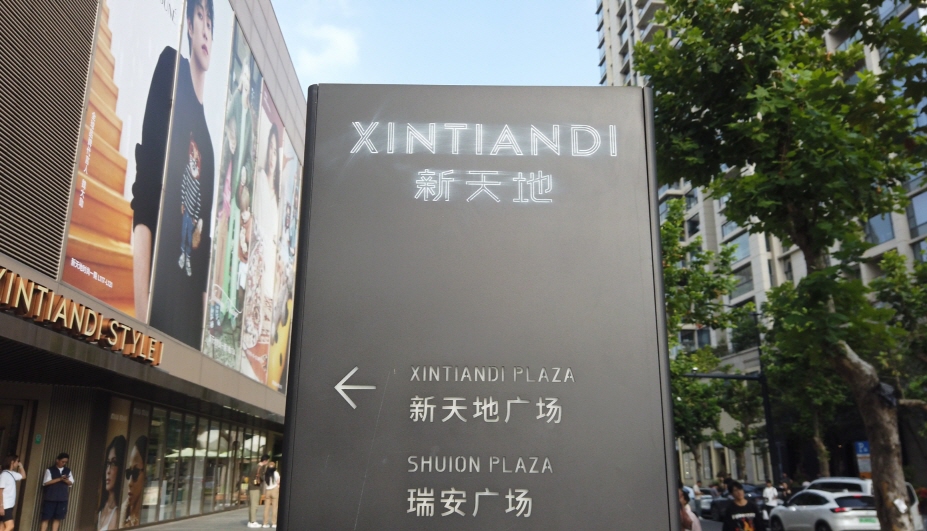 XINTIANDI
新天地
XINTIANDI PLAZA
新天地广场
SHUION PLAZA
瑞安广场
XINTIANDI STYLE I